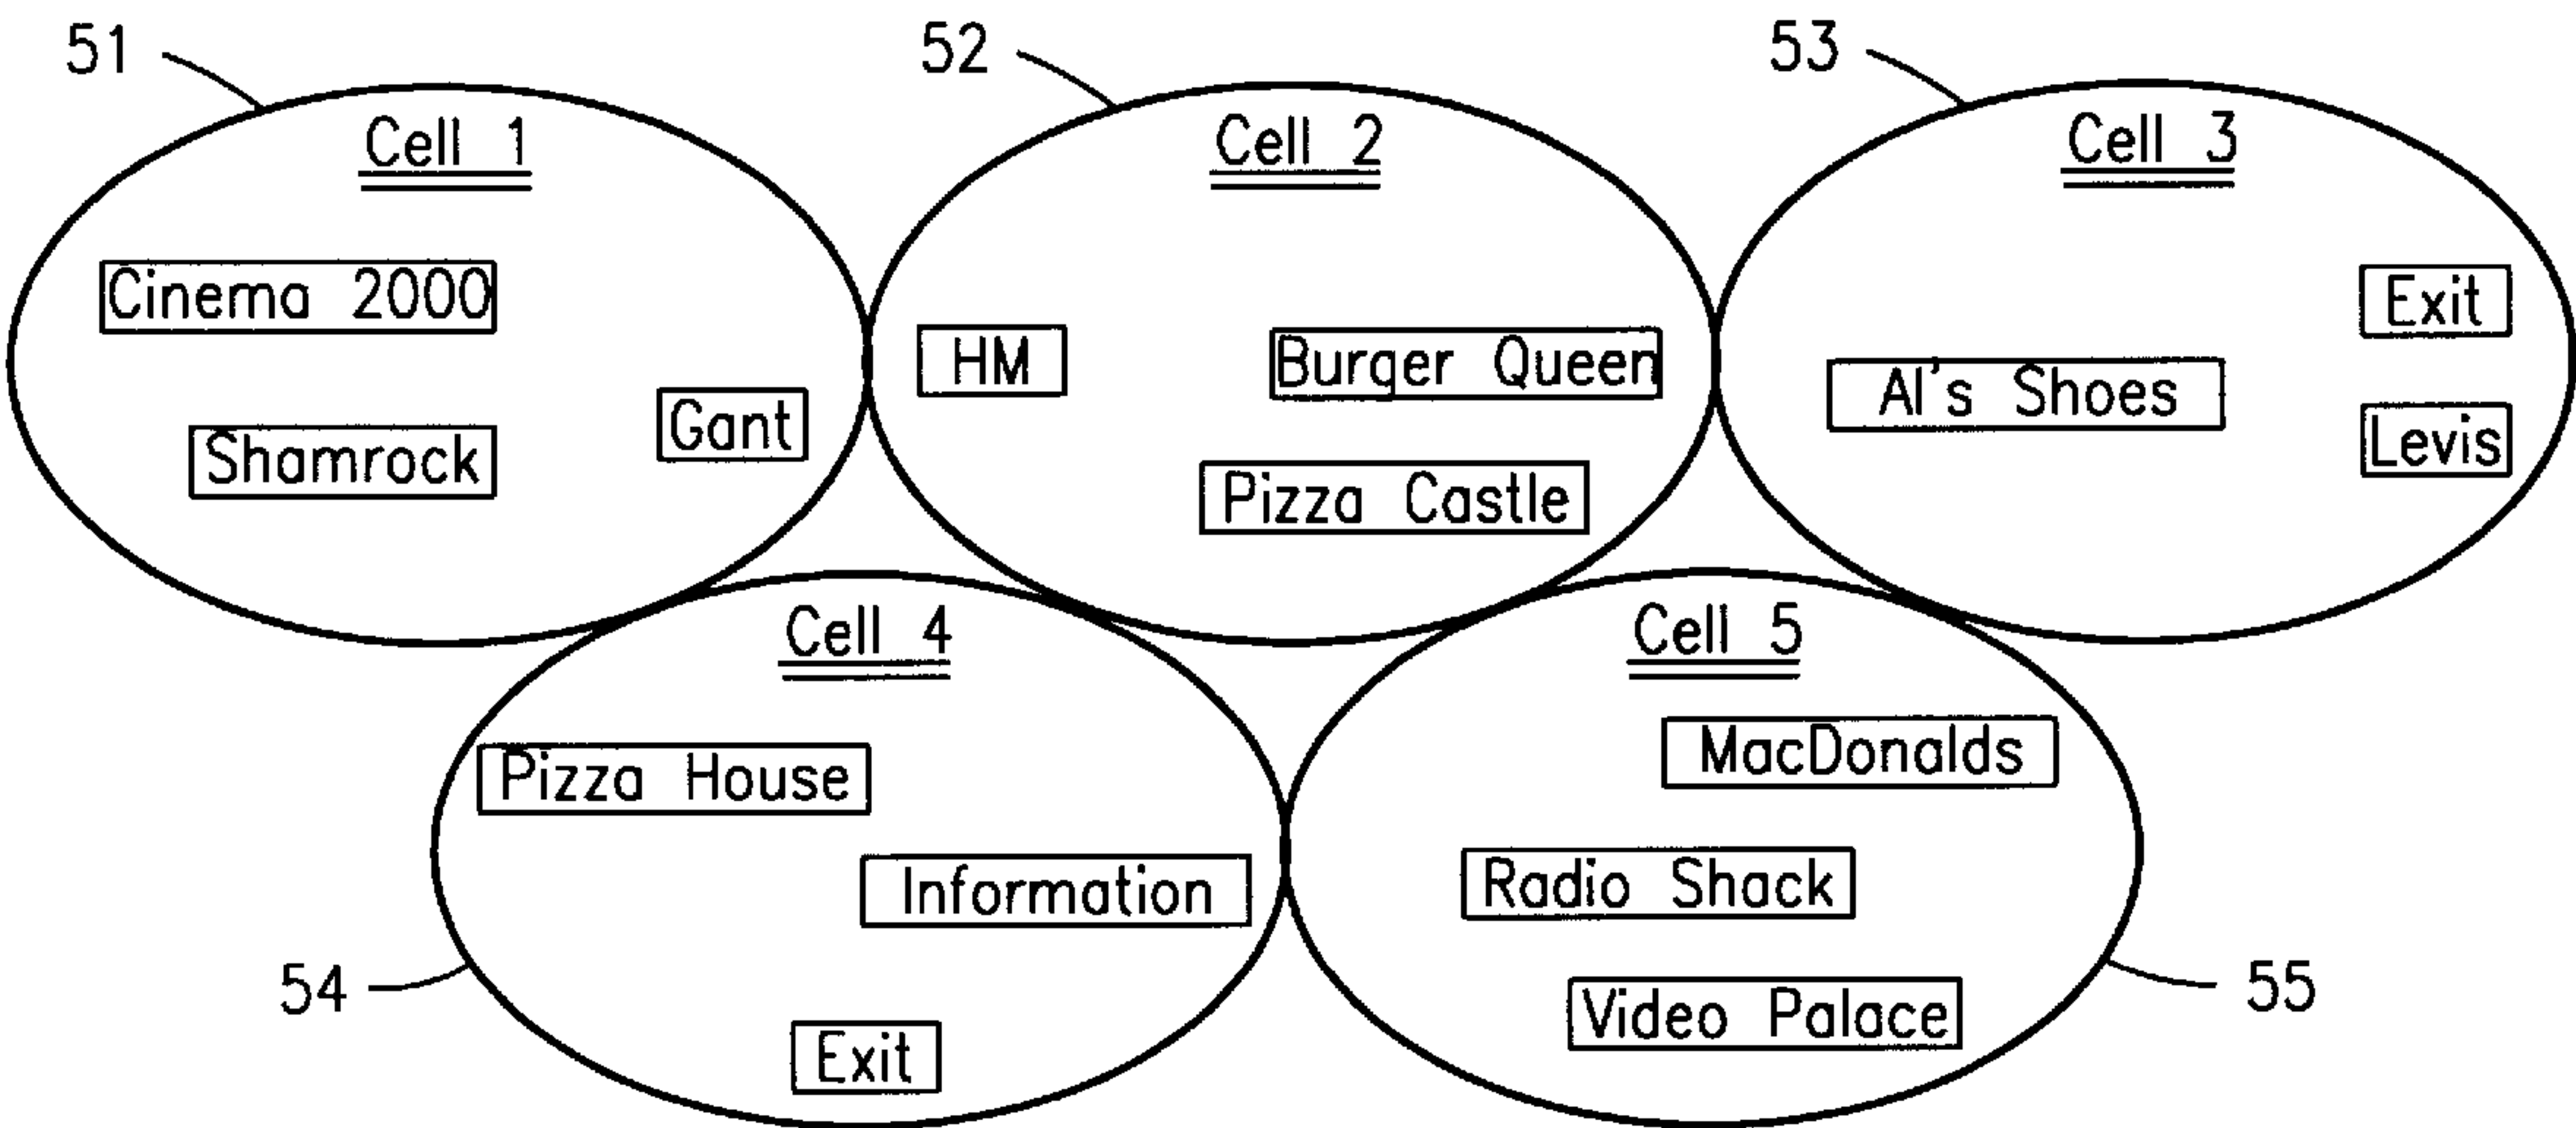 51
52
53
Cell 1
Cell 2
Cell 3
Cinema 2000
Exit
HM
Burger Queen
Al's Shoes
Gant
Levis
Shamrock
Pizza Castle
Cell 4
Cell 5
Pizza House
MacDonalds
Information
Radio Shack
54
55
Video Palace
Exit